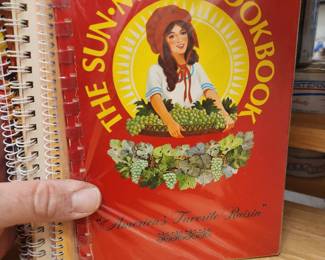 THE SUN-M COOKBOOK
"America's Favorite Raisin"